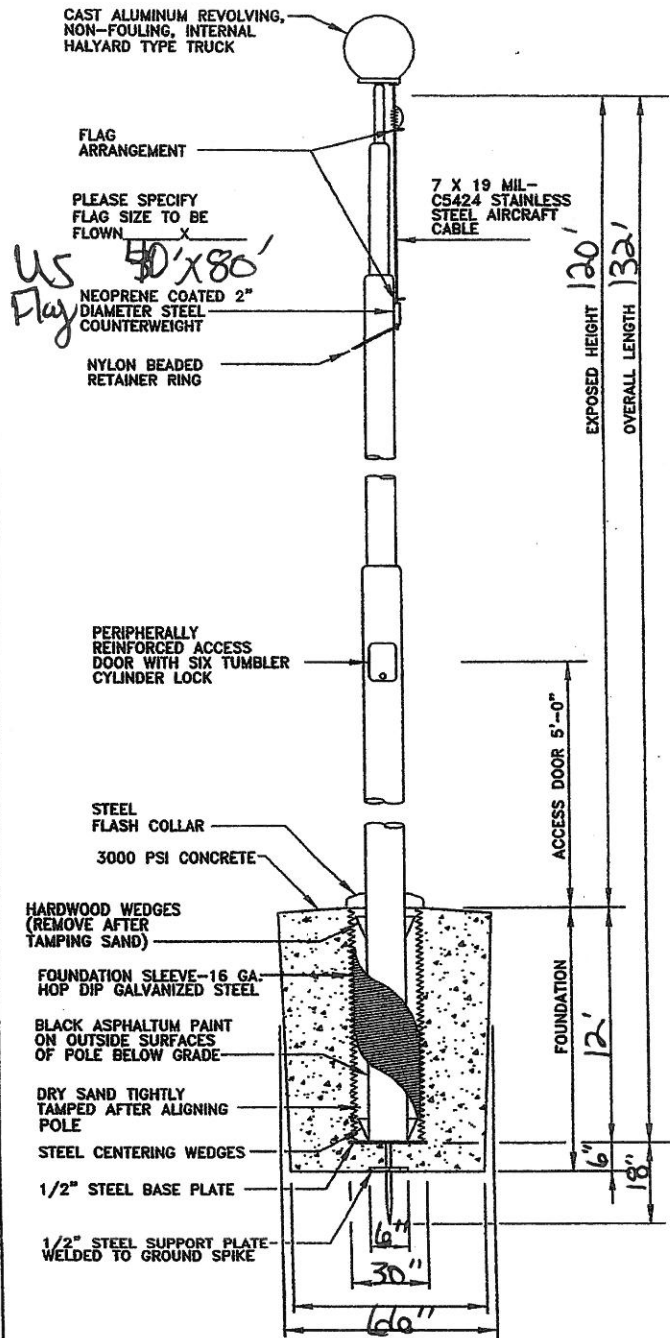 CAST ALUMINUM REVOLVING,
NON-FOULING, INTERNAL
HALYARD TYPE TRUCK
FLAG
ARRANGEMENT
7 X 19 MIL-
C5424 STAINLESS
STEEL AIRCRAFT
CABLE
PLEASE SPECIFY
FLAG SIZE TO BE
FLOWN____X____
US
Flag
X80'
NEOPRENE COATED 2"
DIAMETER STEEL
COUNTERWEIGHT
NYLON BEADED
RETAINER RING
EXPOSED HEIGHT 120'
OVERALL LENGTH 132'
PERIPHERALLY
REINFORCED ACCESS
DOOR WITH SIX TUMBLER
CYLINDER LOCK
ACCESS DOOR 5'-0"
STEEL
FLASH COLLAR
3000 PSI CONCRETE
HARDWOOD WEDGES
(REMOVE AFTER
TAMPING SAND)
FOUNDATION SLEEVE-16 GA.
HOP DIP GALVANIZED STEEL
BLACK ASPHALTUM PAINT
ON OUTSIDE SURFACES
OF POLE BELOW GRADE
DRY SAND TIGHTLY
TAMPED AFTER ALIGNING
POLE
STEEL CENTERING WEDGES
1/2" STEEL BASE PLATE
1/2" STEEL SUPPORT PLATE
WELDED TO GROUND SPIKE
FOUNDATION
12'
6"
18"
6"
30"